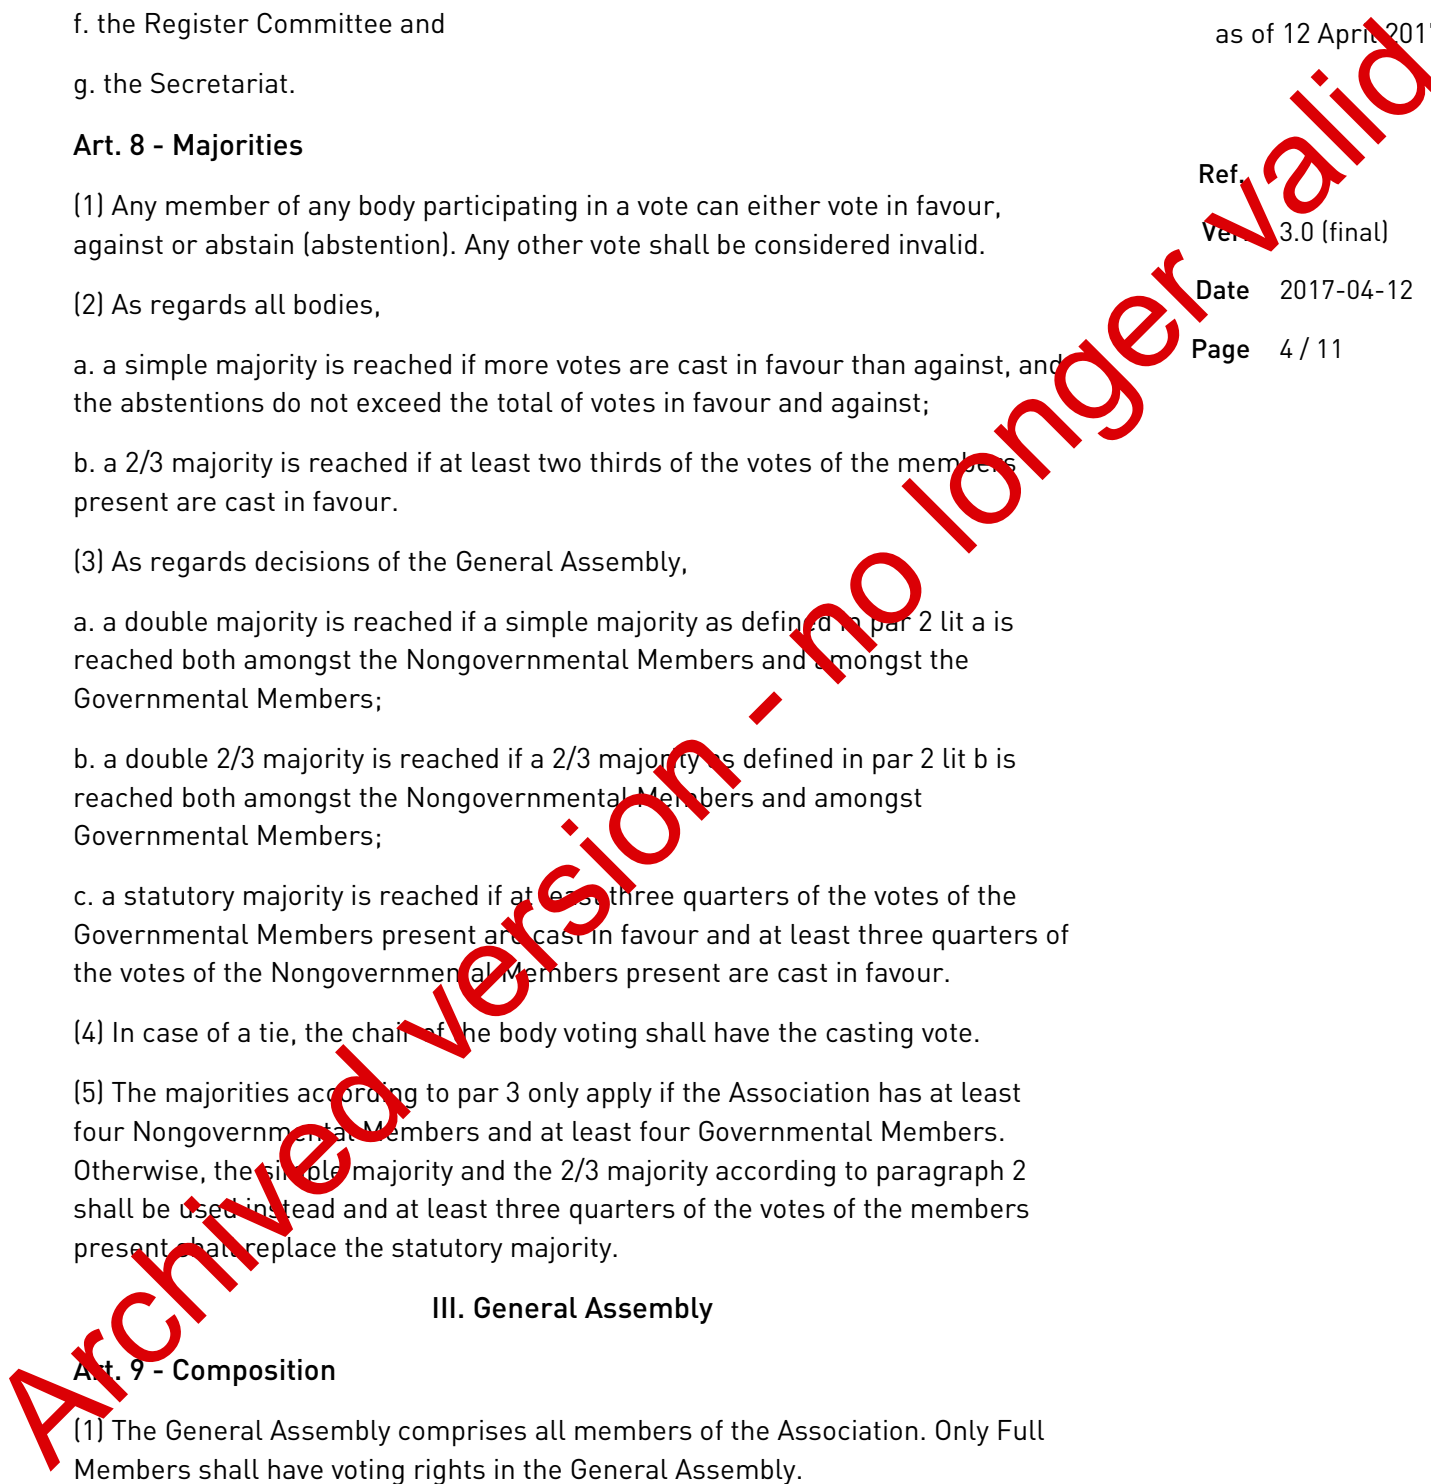 f. the Register Committee and
g. the Secretariat.
Art. 8 - Majorities
(1) Any member of any body participating in a vote can either vote in favour,
against or abstain (abstention). Any other vote shall be considered invalid.
(2) As regards all bodies,
a. a simple majority is reached if more votes are cast in favour than against, and
the abstentions do not exceed the total of votes in favour and against;
b. a 2/3 majority is reached if at least two thirds of the votes of the members
present are cast in favour.
(3) As regards decisions of the General Assembly,
a. a double majority is reached if a simple majority as defined in par 2 lit a is
reached both amongst the Nongovernmental Members and amongst the
Governmental Members;
b. a double 2/3 majority is reached if a 2/3 majority as defined in par 2 lit b is
reached both amongst the Nongovernmental Members and amongst
Governmental Members;
c. a statutory majority is reached if at least three quarters of the votes of the
Governmental Members present are cast in favour and at least three quarters of
the votes of the Nongovernmental Members present are cast in favour.
(4) In case of a tie, the chair of the body voting shall have the casting vote.
(5) The majorities according to par 3 only apply if the Association has at least
four Nongovernmental Members and at least four Governmental Members.
Otherwise, the simple majority and the 2/3 majority according to paragraph 2
shall be used instead and at least three quarters of the votes of the members
present shall replace the statutory majority.
III. General Assembly
Art. 9 - Composition
(1) The General Assembly comprises all members of the Association. Only Full
Members shall have voting rights in the General Assembly.
as of 12 April 2017
Ref.
Ver. 3.0 (final)
Date 2017-04-12
Page 4 / 11
Archived version - no longer valid